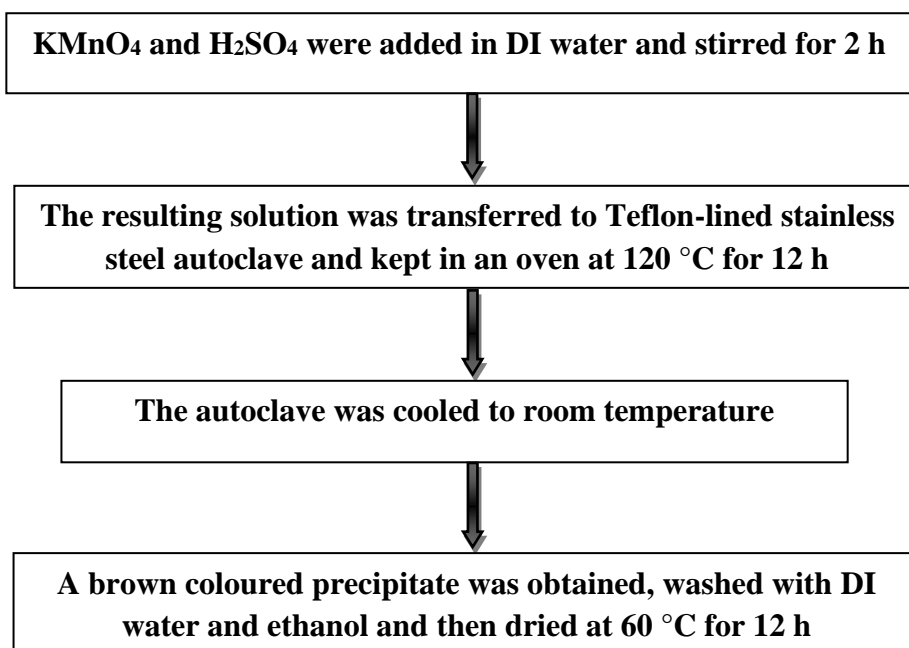 KMnO₄ and H₂SO₄ were added in DI water and stirred for 2 h
The resulting solution was transferred to Teflon-lined stainless
steel autoclave and kept in an oven at 120 °C for 12 h
The autoclave was cooled to room temperature
A brown coloured precipitate was obtained, washed with DI
water and ethanol and then dried at 60 °C for 12 h